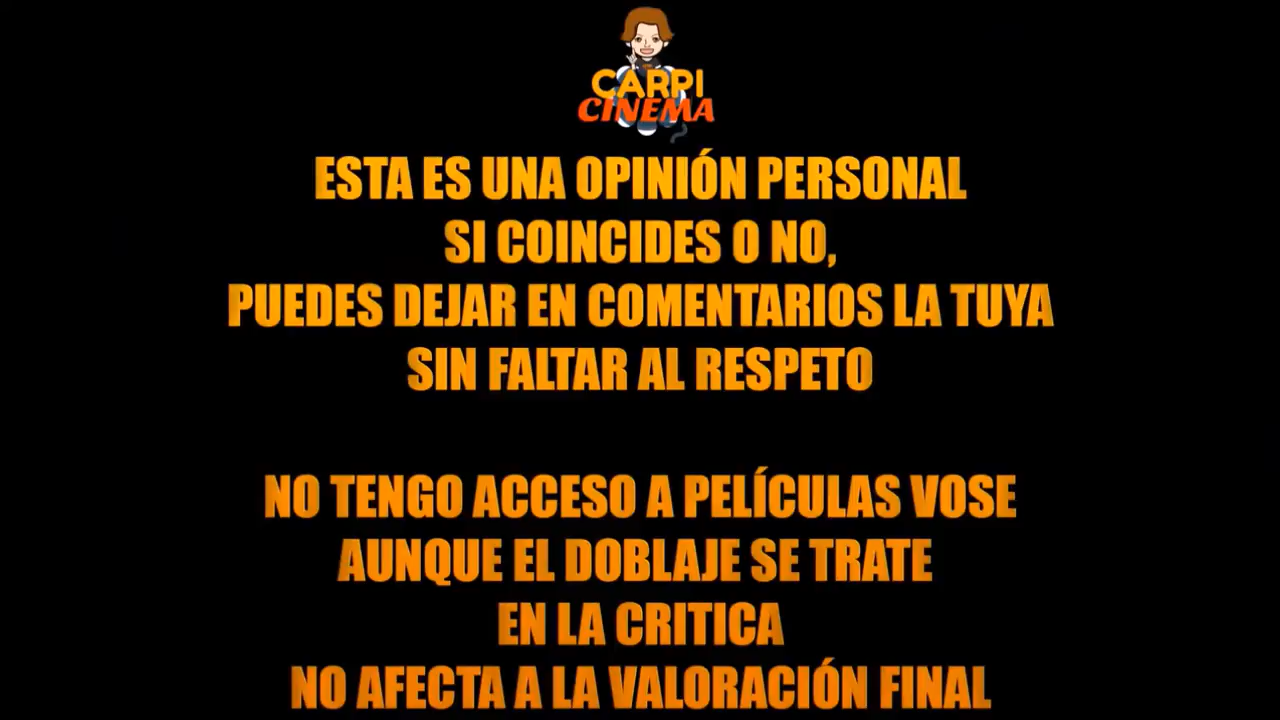 CARPI
CINEMA
ESTA ES UNA OPINIÓN PERSONAL
SI COINCIDES O NO,
PUEDES DEJAR EN COMENTARIOS LA TUYA
SIN FALTAR AL RESPETO
NO TENGO ACCESO A PELÍCULAS VOSE
AUNQUE EL DOBLAJE SE TRATE
EN LA CRITICA
NO AFECTA A LA VALORACIÓN FINAL